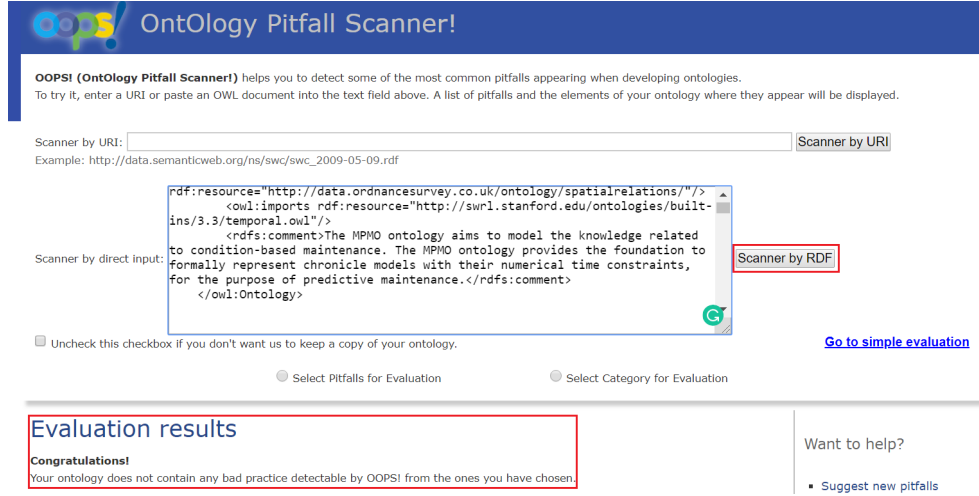 oops! OntOlogy Pitfall Scanner!
OOPS! (OntOlogy Pitfall Scanner!) helps you to detect some of the most common pitfalls appearing when developing ontologies.
To try it, enter a URI or paste an OWL document into the text field above. A list of pitfalls and the elements of your ontology where they appear will be displayed.
Scanner by URI:
Scanner by URI
Example: http://data.semanticweb.org/ns/swc/swc_2009-05-09.rdf
rdf:resource="http://data.ordnancesurvey.co.uk/ontology/spatialrelations/"/>
<owl:imports rdf:resource="http://swrl.stanford.edu/ontologies/built-
ins/3.3/temporal.owl"/>
<rdfs:comment>The MPMO ontology aims to model the knowledge related
to condition-based maintenance. The MPMO ontology provides the foundation to
formally represent chronicle models with their numerical time constraints,
for the purpose of predictive maintenance.</rdfs:comment>
</owl:Ontology>
Scanner by direct input:
Scanner by RDF
Uncheck this checkbox if you don't want us to keep a copy of your ontology.
Go to simple evaluation
Select Pitfalls for Evaluation
Select Category for Evaluation
Evaluation results
Congratulations!
Your ontology does not contain any bad practice detectable by OOPS! from the ones you have chosen.
Want to help?
Suggest new pitfalls